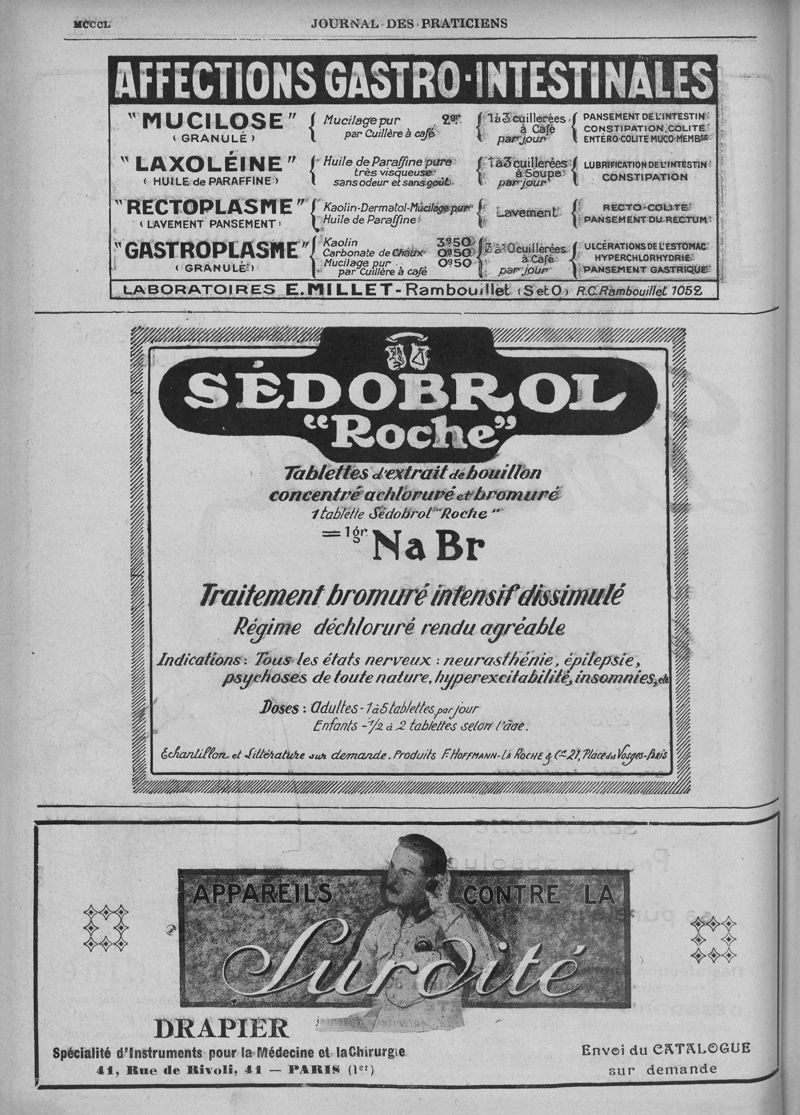 MCCCL
JOURNAL DES PRATICIENS
AFFECTIONS GASTRO-INTESTINALES
"MUCILOSE"
(GRANULÉ)
Mucilage pur 2gr
par Cuillère à café
1 à 3 cuillerées
à Café
par jour
PANSEMENT DE L'INTESTIN
CONSTIPATION, COLITE
ENTÉRO-COLITE MUCO-MEMBse
"LAXOLÉINE"
(HUILE de PARAFFINE)
Huile de Paraffine pure
très visqueuse
sans odeur et sans goût
1 à 3 cuillerées
à Soupe
par jour
LUBRIFICATION DE L'INTESTIN
CONSTIPATION
"RECTOPLASME"
(LAVEMENT PANSEMENT)
Kaolin-Dermatol-Mucilage pur
Huile de Paraffine
Lavement
RECTO-COLITE
PANSEMENT DU RECTUM
"GASTROPLASME"
(GRANULÉ)
Kaolin 3g50
Carbonate de Chaux 0g50
Mucilage pur 0g50
par Cuillère à café
cuillerées
à Café
par jour
ULCÉRATIONS DE L'ESTOMAC
HYPERCHLORHYDRIE
PANSEMENT GASTRIQUE
LABORATOIRES E. MILLET - Rambouillet (S et O) R.C. Rambouillet 1052
SÉDOBROL
"Roche"
Tablettes d'extrait de bouillon
concentré achloruré et bromuré
1 tablette Sédobrol "Roche"
= 1gr Na Br
Traitement bromuré intensif dissimulé
Régime déchloruré rendu agréable
Indications: Tous les états nerveux: neurasthénie, épilepsie,
psychoses de toute nature, hyperexcitabilité, insomnies, etc
Doses: Adultes - 1 à 5 tablettes par jour
Enfants - 1/2 à 2 tablettes selon l'âge.
Echantillon et Littérature sur demande. Produits F. HOFFMANN-LA ROCHE & Cie 21, Place des Vosges-Paris
APPAREILS CONTRE LA
Surdité
DRAPIER
Spécialité d'Instruments pour la Médecine et la Chirurgie
41, Rue de Rivoli, 41 — PARIS (1er)
Envoi du CATALOGUE
sur demande